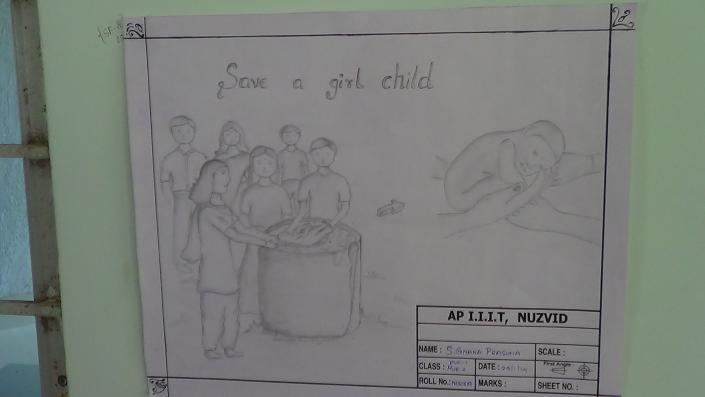 Save a girl child
AP I.I.I.T, NUZVID
NAME : S. SCALE :
CLASS : DATE : First Angle
ROLL No.: MARKS : SHEET NO. :